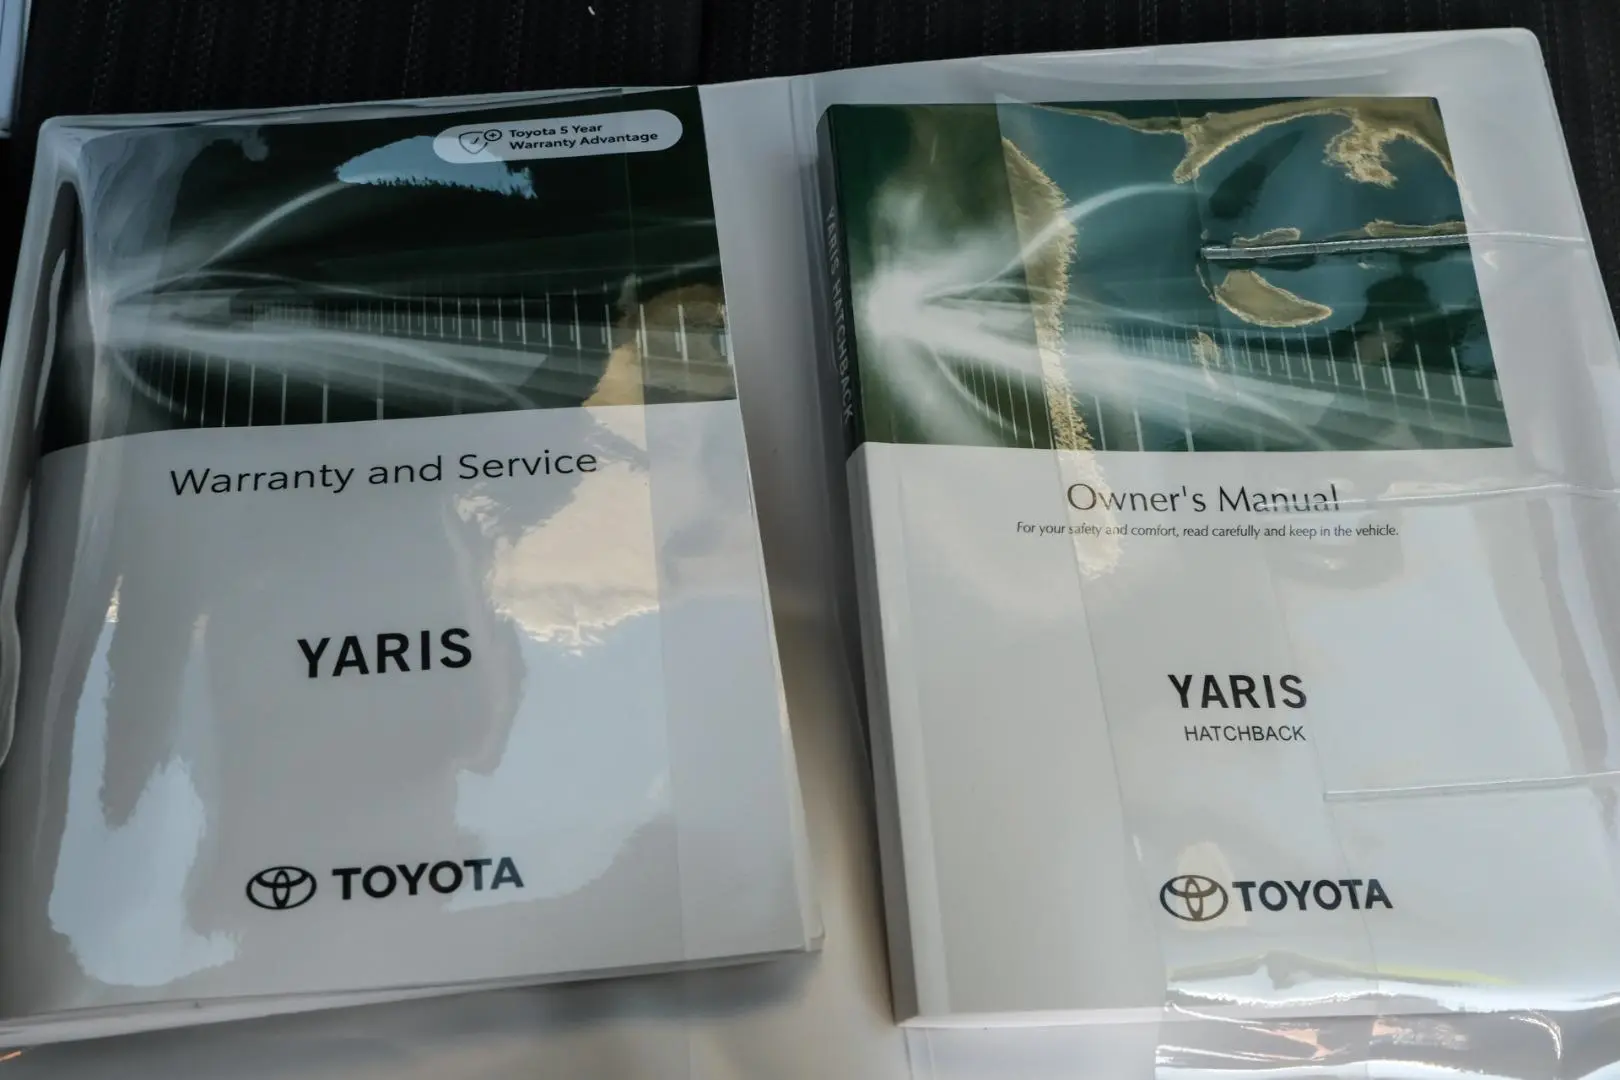 Toyota 5 Year
Warranty Advantage
Warranty and Service
YARIS
TOYOTA
YARIS HATCHBACK
Owner's Manual
For your safety and comfort, read carefully and keep in the vehicle.
YARIS
HATCHBACK
TOYOTA